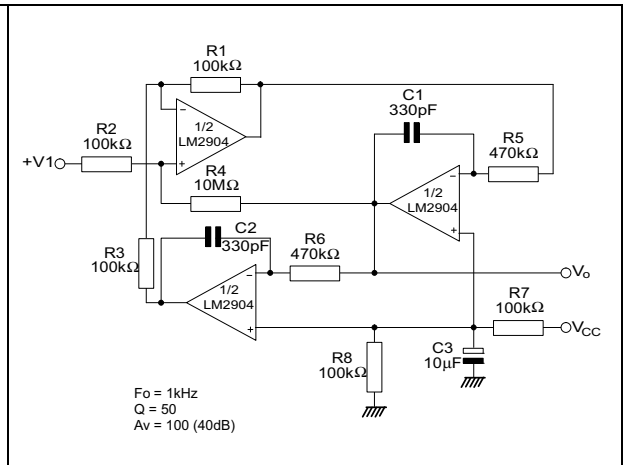 R1
100kΩ
C1
330pF
R5
470kΩ
R2
100kΩ
+V1
−
1/2
LM2904
+
R4
10MΩ
−
1/2
LM2904
+
C2
330pF
R3
100kΩ
R6
470kΩ
−
1/2
LM2904
+
Vo
R7
100kΩ
VCC
C3
10µF
R8
100kΩ
Fo = 1kHz
Q = 50
Av = 100 (40dB)